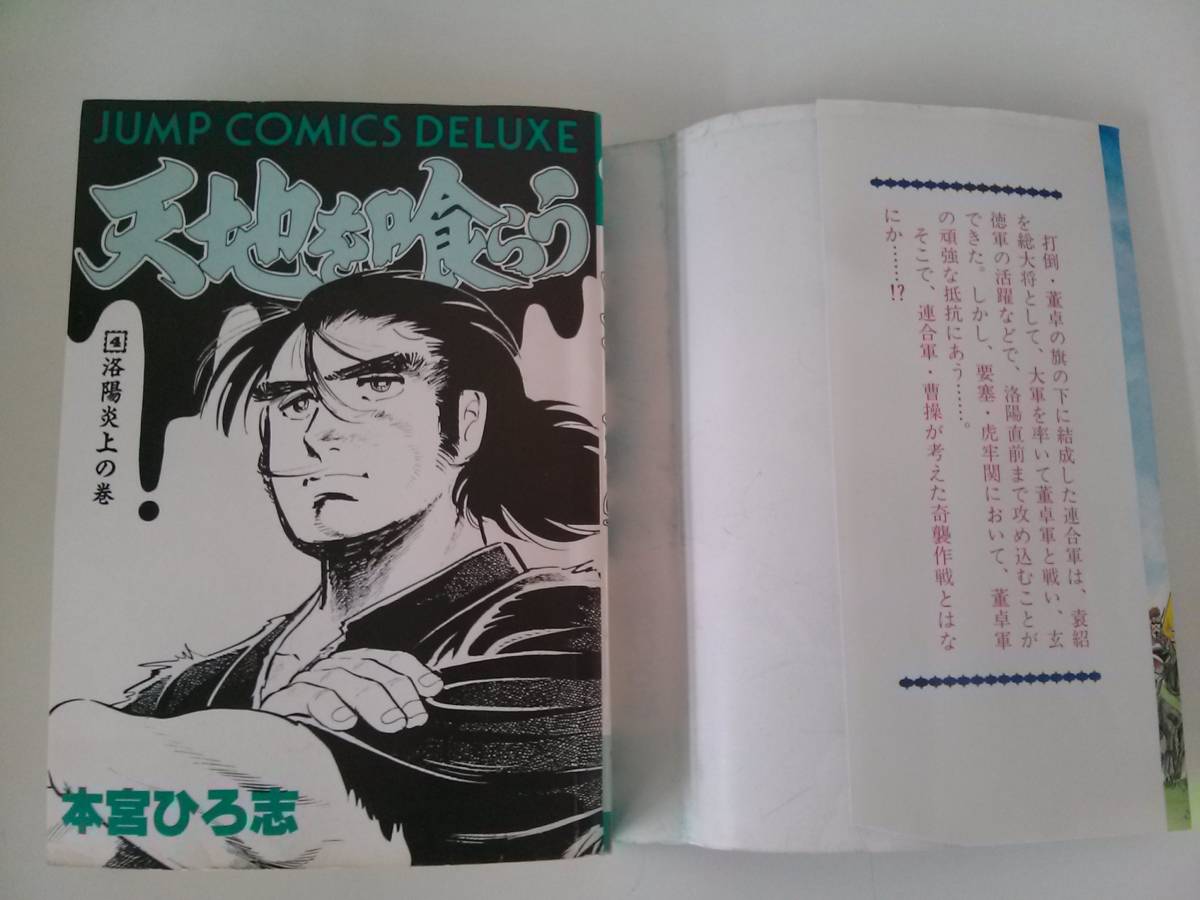 JUMP COMICS DELUXE
天地を喰らう
4 洛陽炎上の巻
本宮ひろ志
打倒・董卓の旗の下に結成した連合軍は、袁紹
を総大将として、大軍を率いて董卓軍と戦い、玄
徳軍の活躍などで、洛陽直前まで攻め込むことが
できた。しかし、要塞・虎牢関において、董卓軍
の頑強な抵抗にあう……。
そこで、連合軍・曹操が考えた奇襲作戦とはな
にか……!?